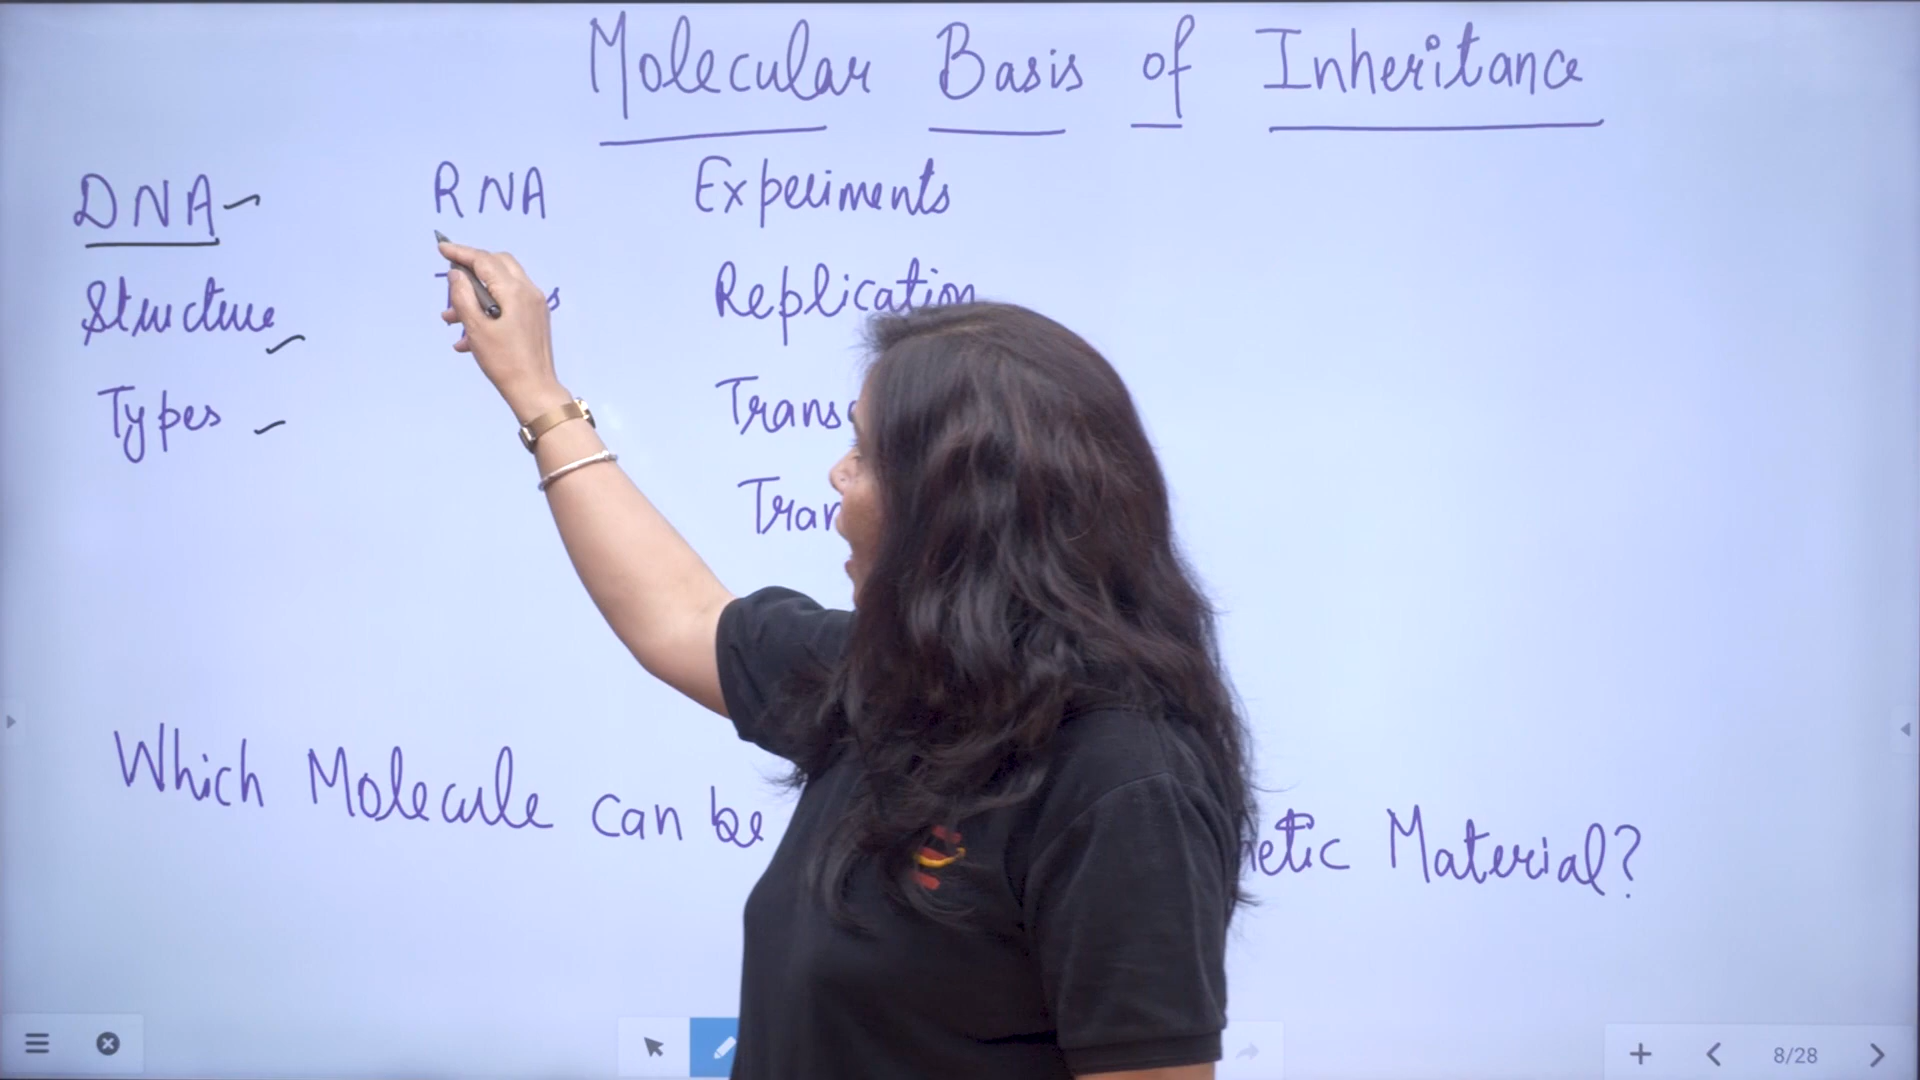 Molecular Basis of Inheritance
DNA RNA Experiments
Structure Replication
Types
Which Molecule can be Material?
8/28